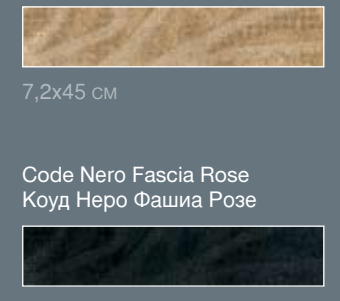 7,2x45 см
Code Nero Fascia Rose
Коуд Неро Фашиа Розе